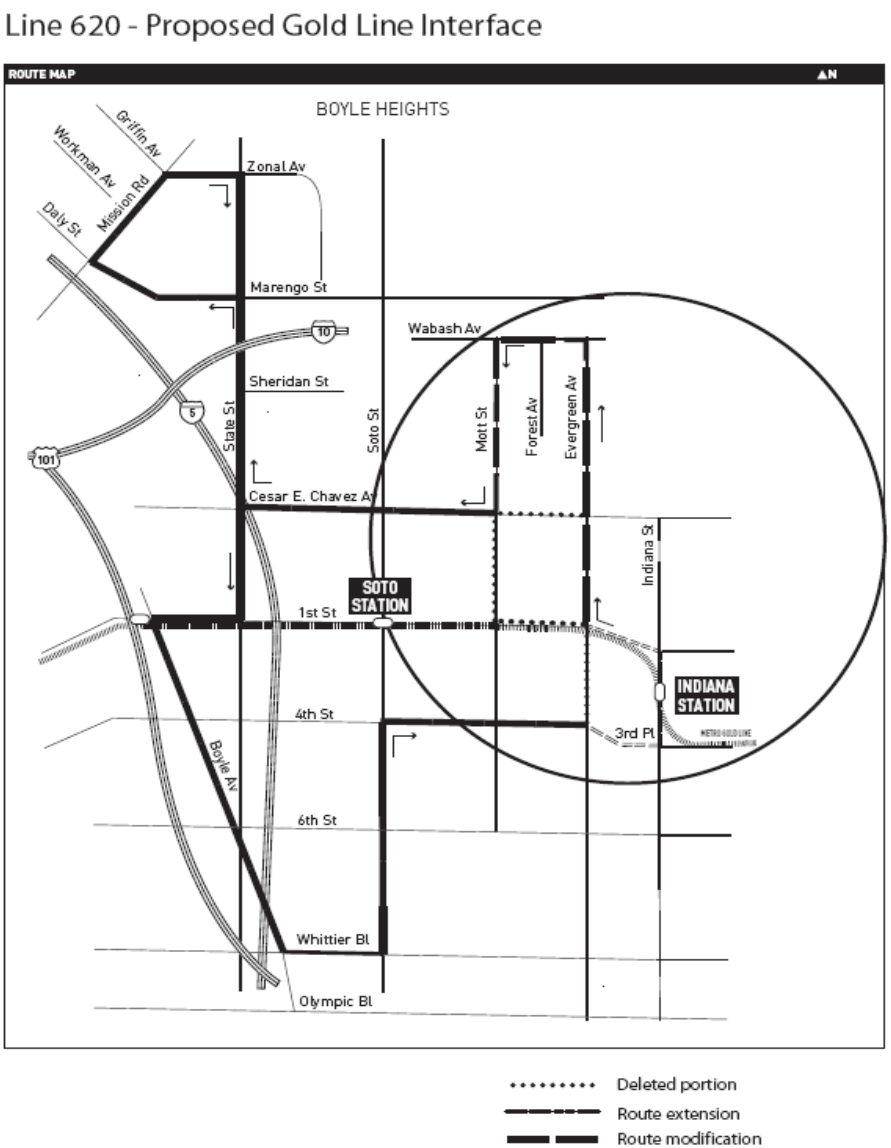 Line 620 - Proposed Gold Line Interface
ROUTE MAP
▲N
BOYLE HEIGHTS
Griffin Av
Workman Av
Mission Rd
Daly St
Zonal Av
Marengo St
10
Wabash Av
Sheridan St
5
State St
Soto St
Mott St
Forest Av
Evergreen Av
101
Cesar E. Chavez Av
Indiana St
SOTO
STATION
1st St
INDIANA
STATION
4th St
3rd Pl
METRO GOLD LINE
Boyle Av
6th St
Whittier Bl
Olympic Bl
Deleted portion
Route extension
Route modification